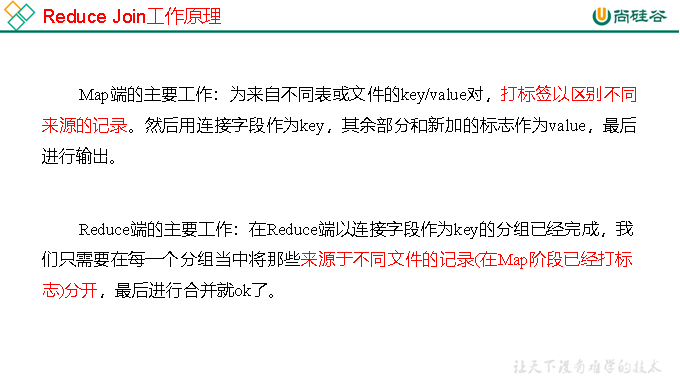 Reduce Join工作原理
尚硅谷
Map端的主要工作：为来自不同表或文件的key/value对，打标签以区别不同
来源的记录。然后用连接字段作为key，其余部分和新加的标志作为value，最后
进行输出。
Reduce端的主要工作：在Reduce端以连接字段作为key的分组已经完成，我
们只需要在每一个分组当中将那些来源于不同文件的记录(在Map阶段已经打标
志)分开，最后进行合并就ok了。
让天下没有难学的技术